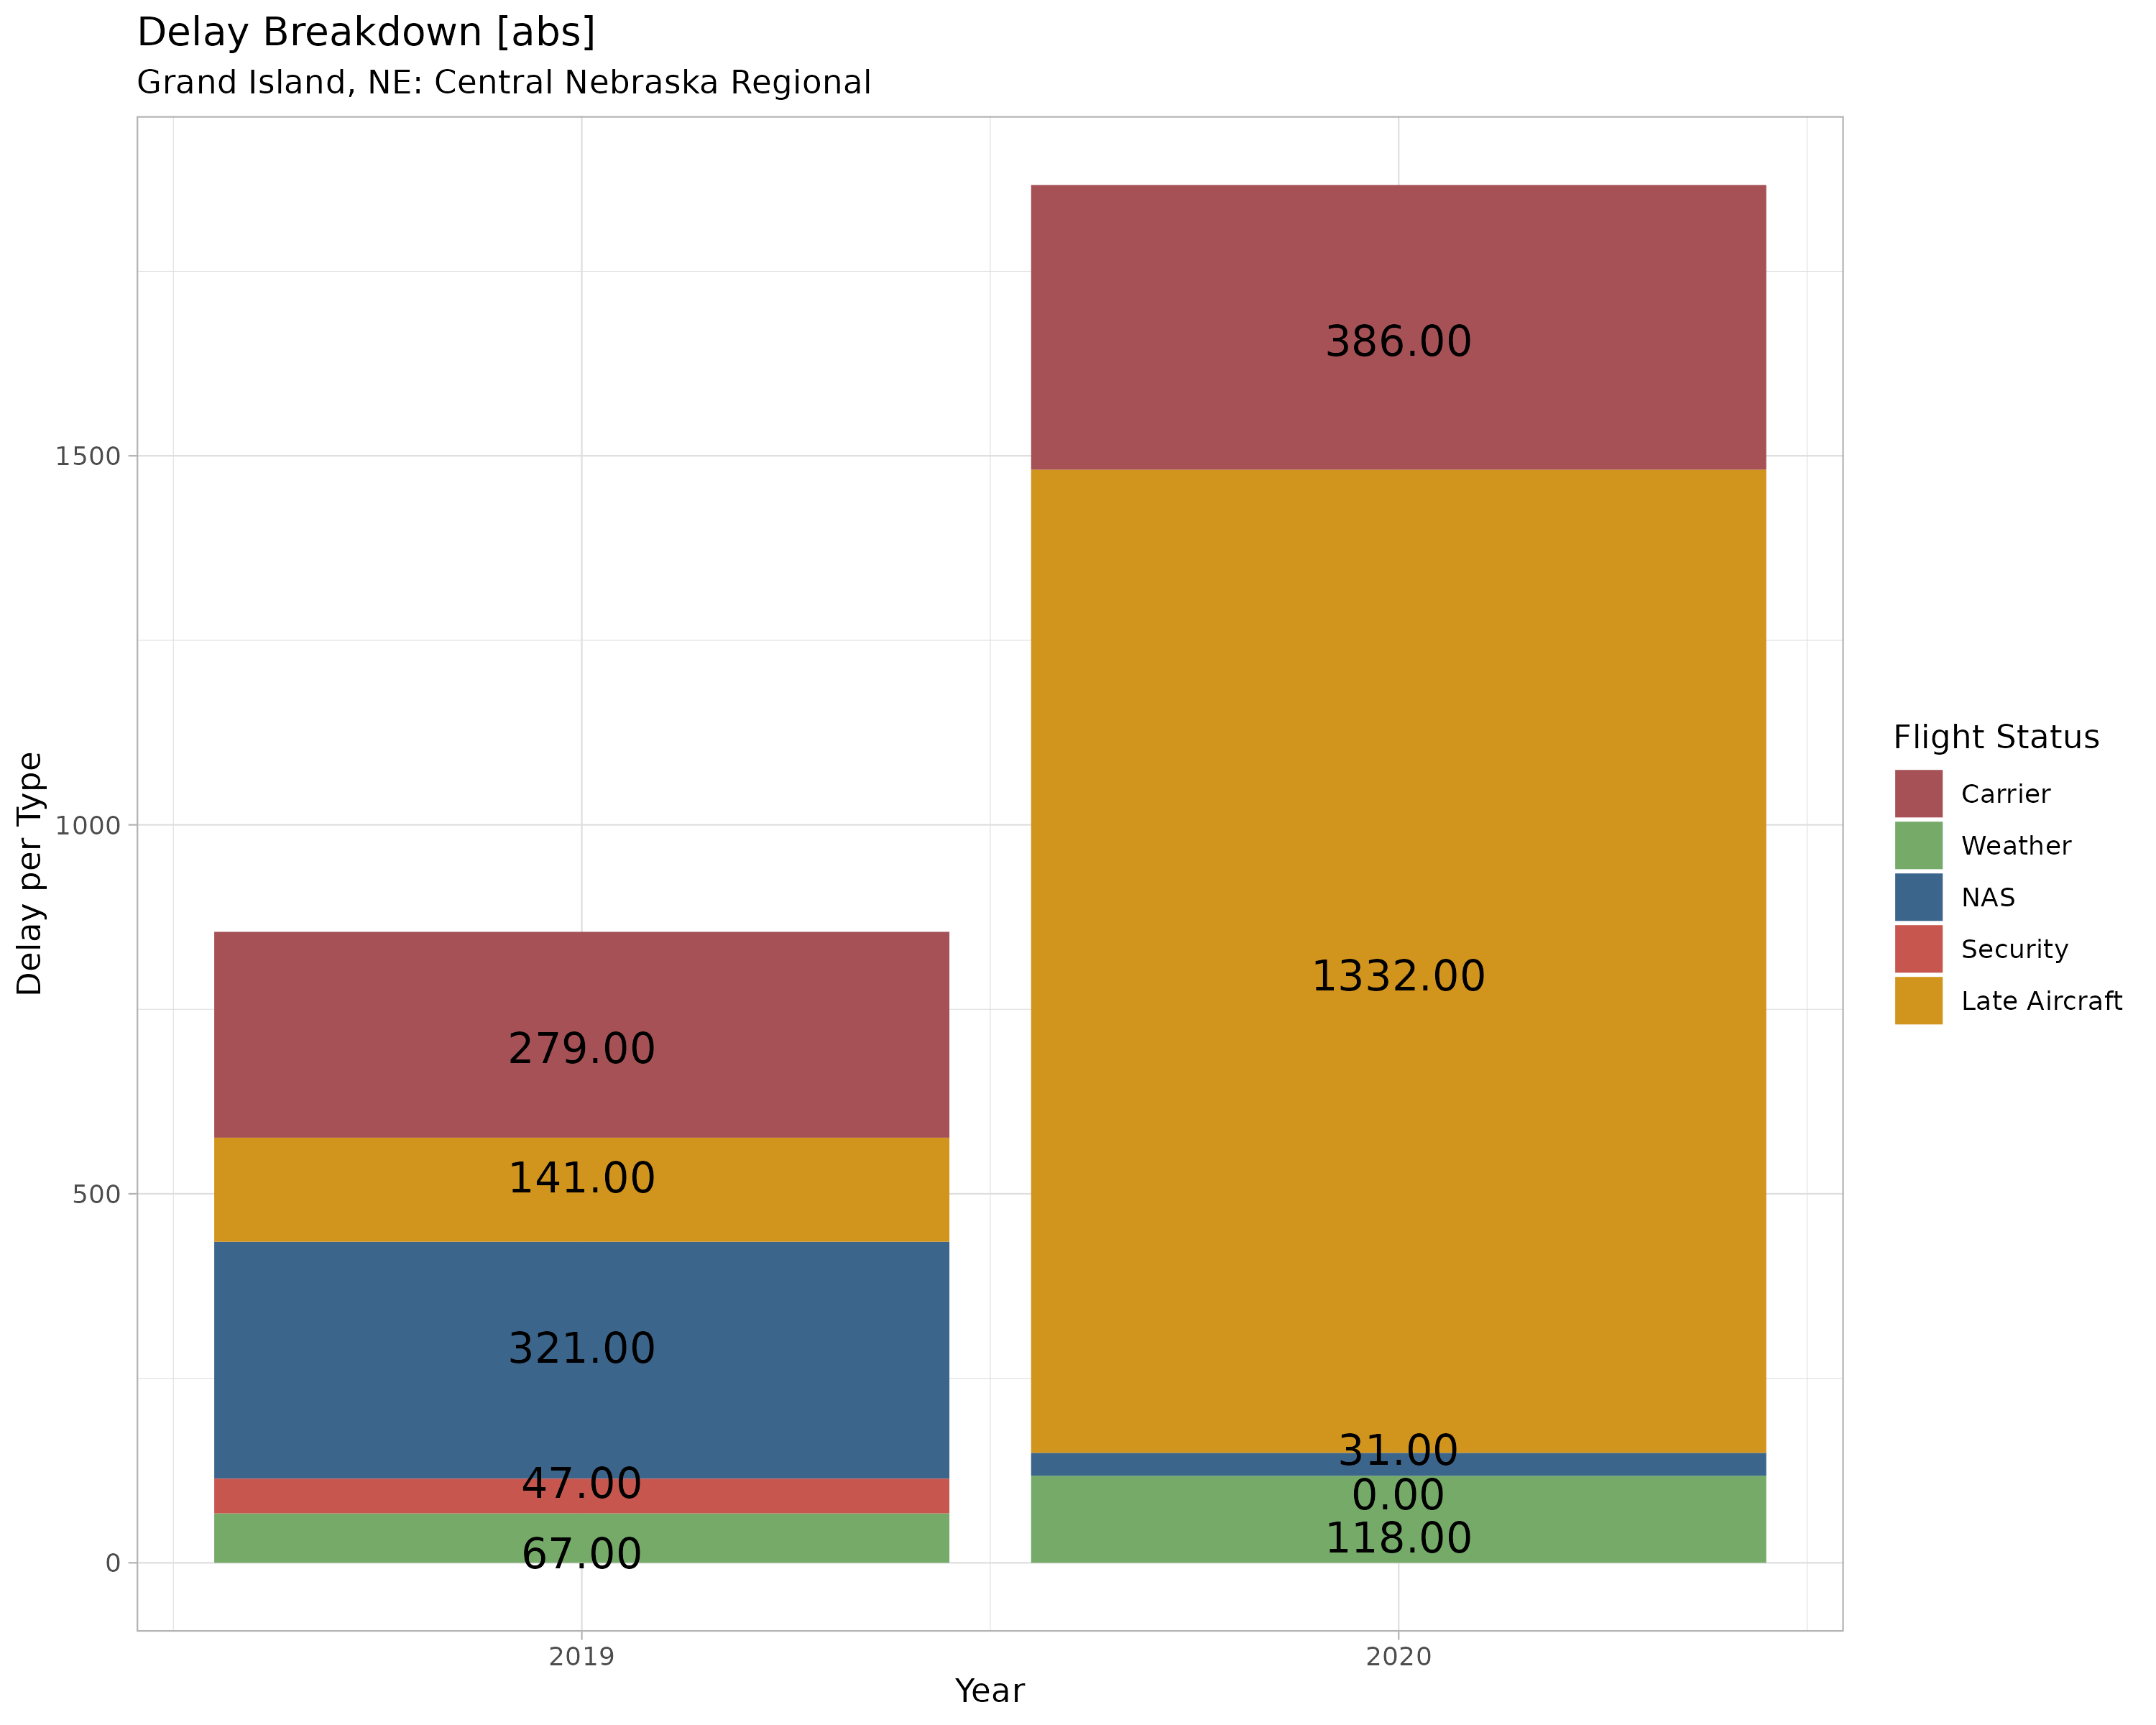 Delay Breakdown [abs]
Grand Island, NE: Central Nebraska Regional
Delay per Type
1500
1000
500
0
386.00
1332.00
31.00
0.00
118.00
279.00
141.00
321.00
47.00
67.00
2019
2020
Year
Flight Status
Carrier
Weather
NAS
Security
Late Aircraft